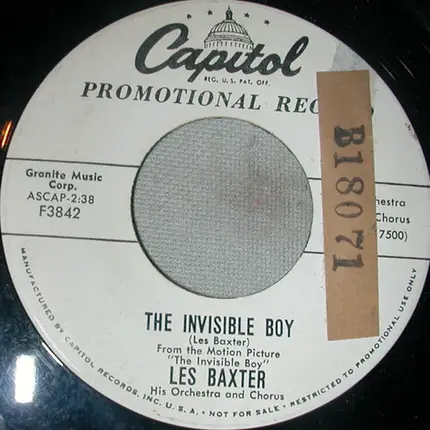 Capitol
REG. U.S. PAT. OFF.
PROMOTIONAL
Granite Music
Corp.
ASCAP-2:38
F3842
Chorus
7500)
B18071
THE INVISIBLE BOY
(Les Baxter)
From the Motion Picture
"The Invisible Boy"
LES BAXTER
His Orchestra and Chorus
MANUFACTURED BY CAPITOL RECORDS, INC. U.S.A. • NOT FOR SALE • RESTRICTED TO PROMOTIONAL USE ONLY